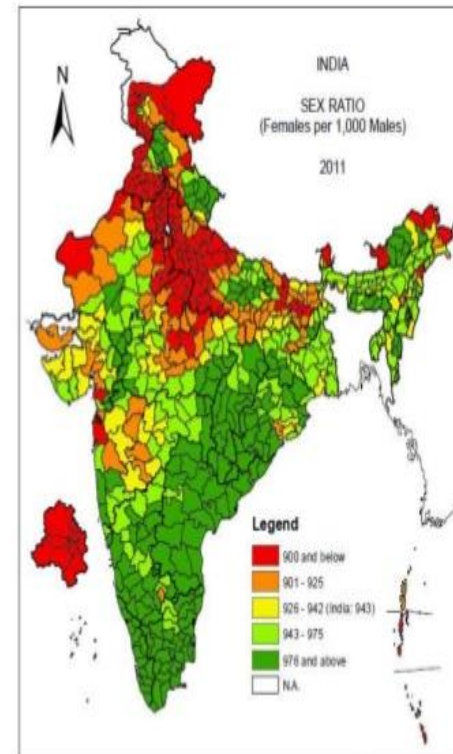 INDIA
SEX RATIO
(Females per 1,000 Males)
2011
N
Legend
900 and below
901 - 925
926 - 942 (India: 943)
943 - 975
976 and above
N.A.